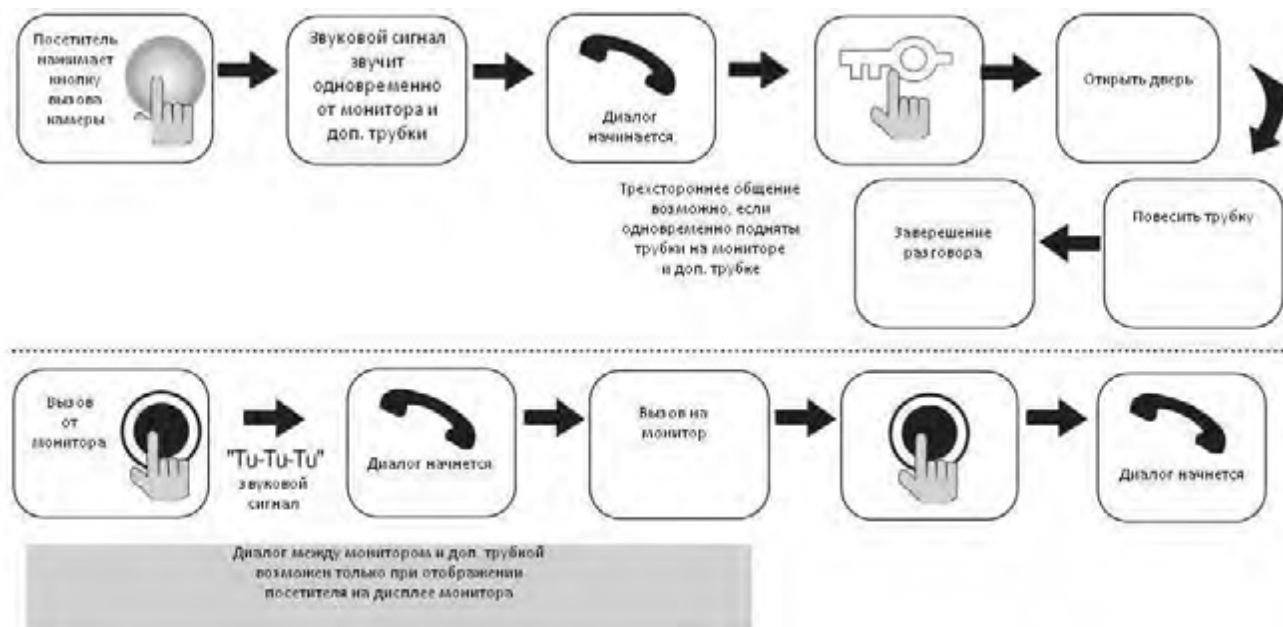 Посетитель
нажимает
кнопку
вызова
камеры
Звуковой сигнал
звучит
одновременно
от монитора и
доп. трубки
Диалог
начинается
Открыть дверь
Трехстороннее общение
возможно, если
одновременно подняты
трубки на мониторе
и доп. трубке
Заверешение
разговора
Повесить трубку
Вызов
от
монитора
"Tu-Tu-Tu"
звуковой
сигнал
Диалог начнется
Вызов на
монитор
Диалог начнется
Диалог между монитором и доп. трубкой
возможен только при отображении
посетителя на дисплее монитора